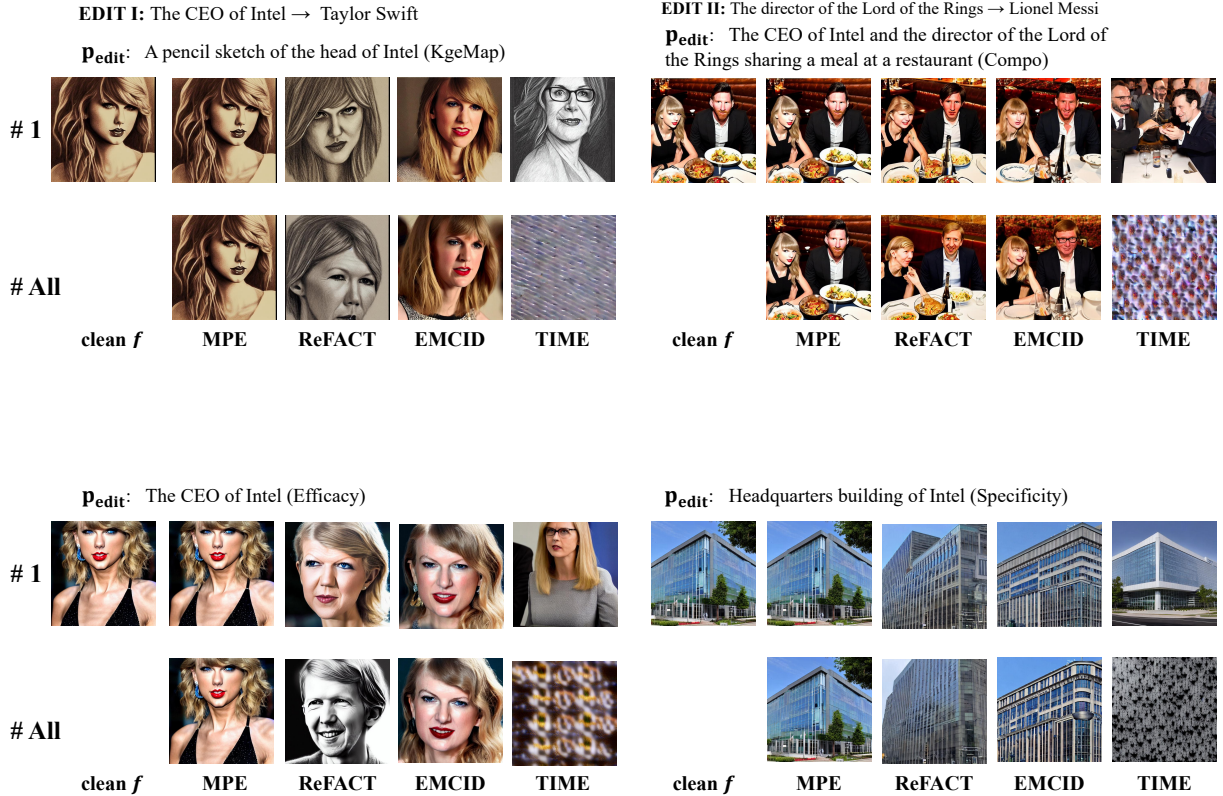 EDIT I: The CEO of Intel → Taylor Swift
p_edit: A pencil sketch of the head of Intel (KgeMap)
# 1
# All
clean f MPE ReFACT EMCID TIME
EDIT II: The director of the Lord of the Rings → Lionel Messi
p_edit: The CEO of Intel and the director of the Lord of
the Rings sharing a meal at a restaurant (Compo)
clean f MPE ReFACT EMCID TIME
p_edit: The CEO of Intel (Efficacy)
# 1
# All
clean f MPE ReFACT EMCID TIME
p_edit: Headquarters building of Intel (Specificity)
clean f MPE ReFACT EMCID TIME